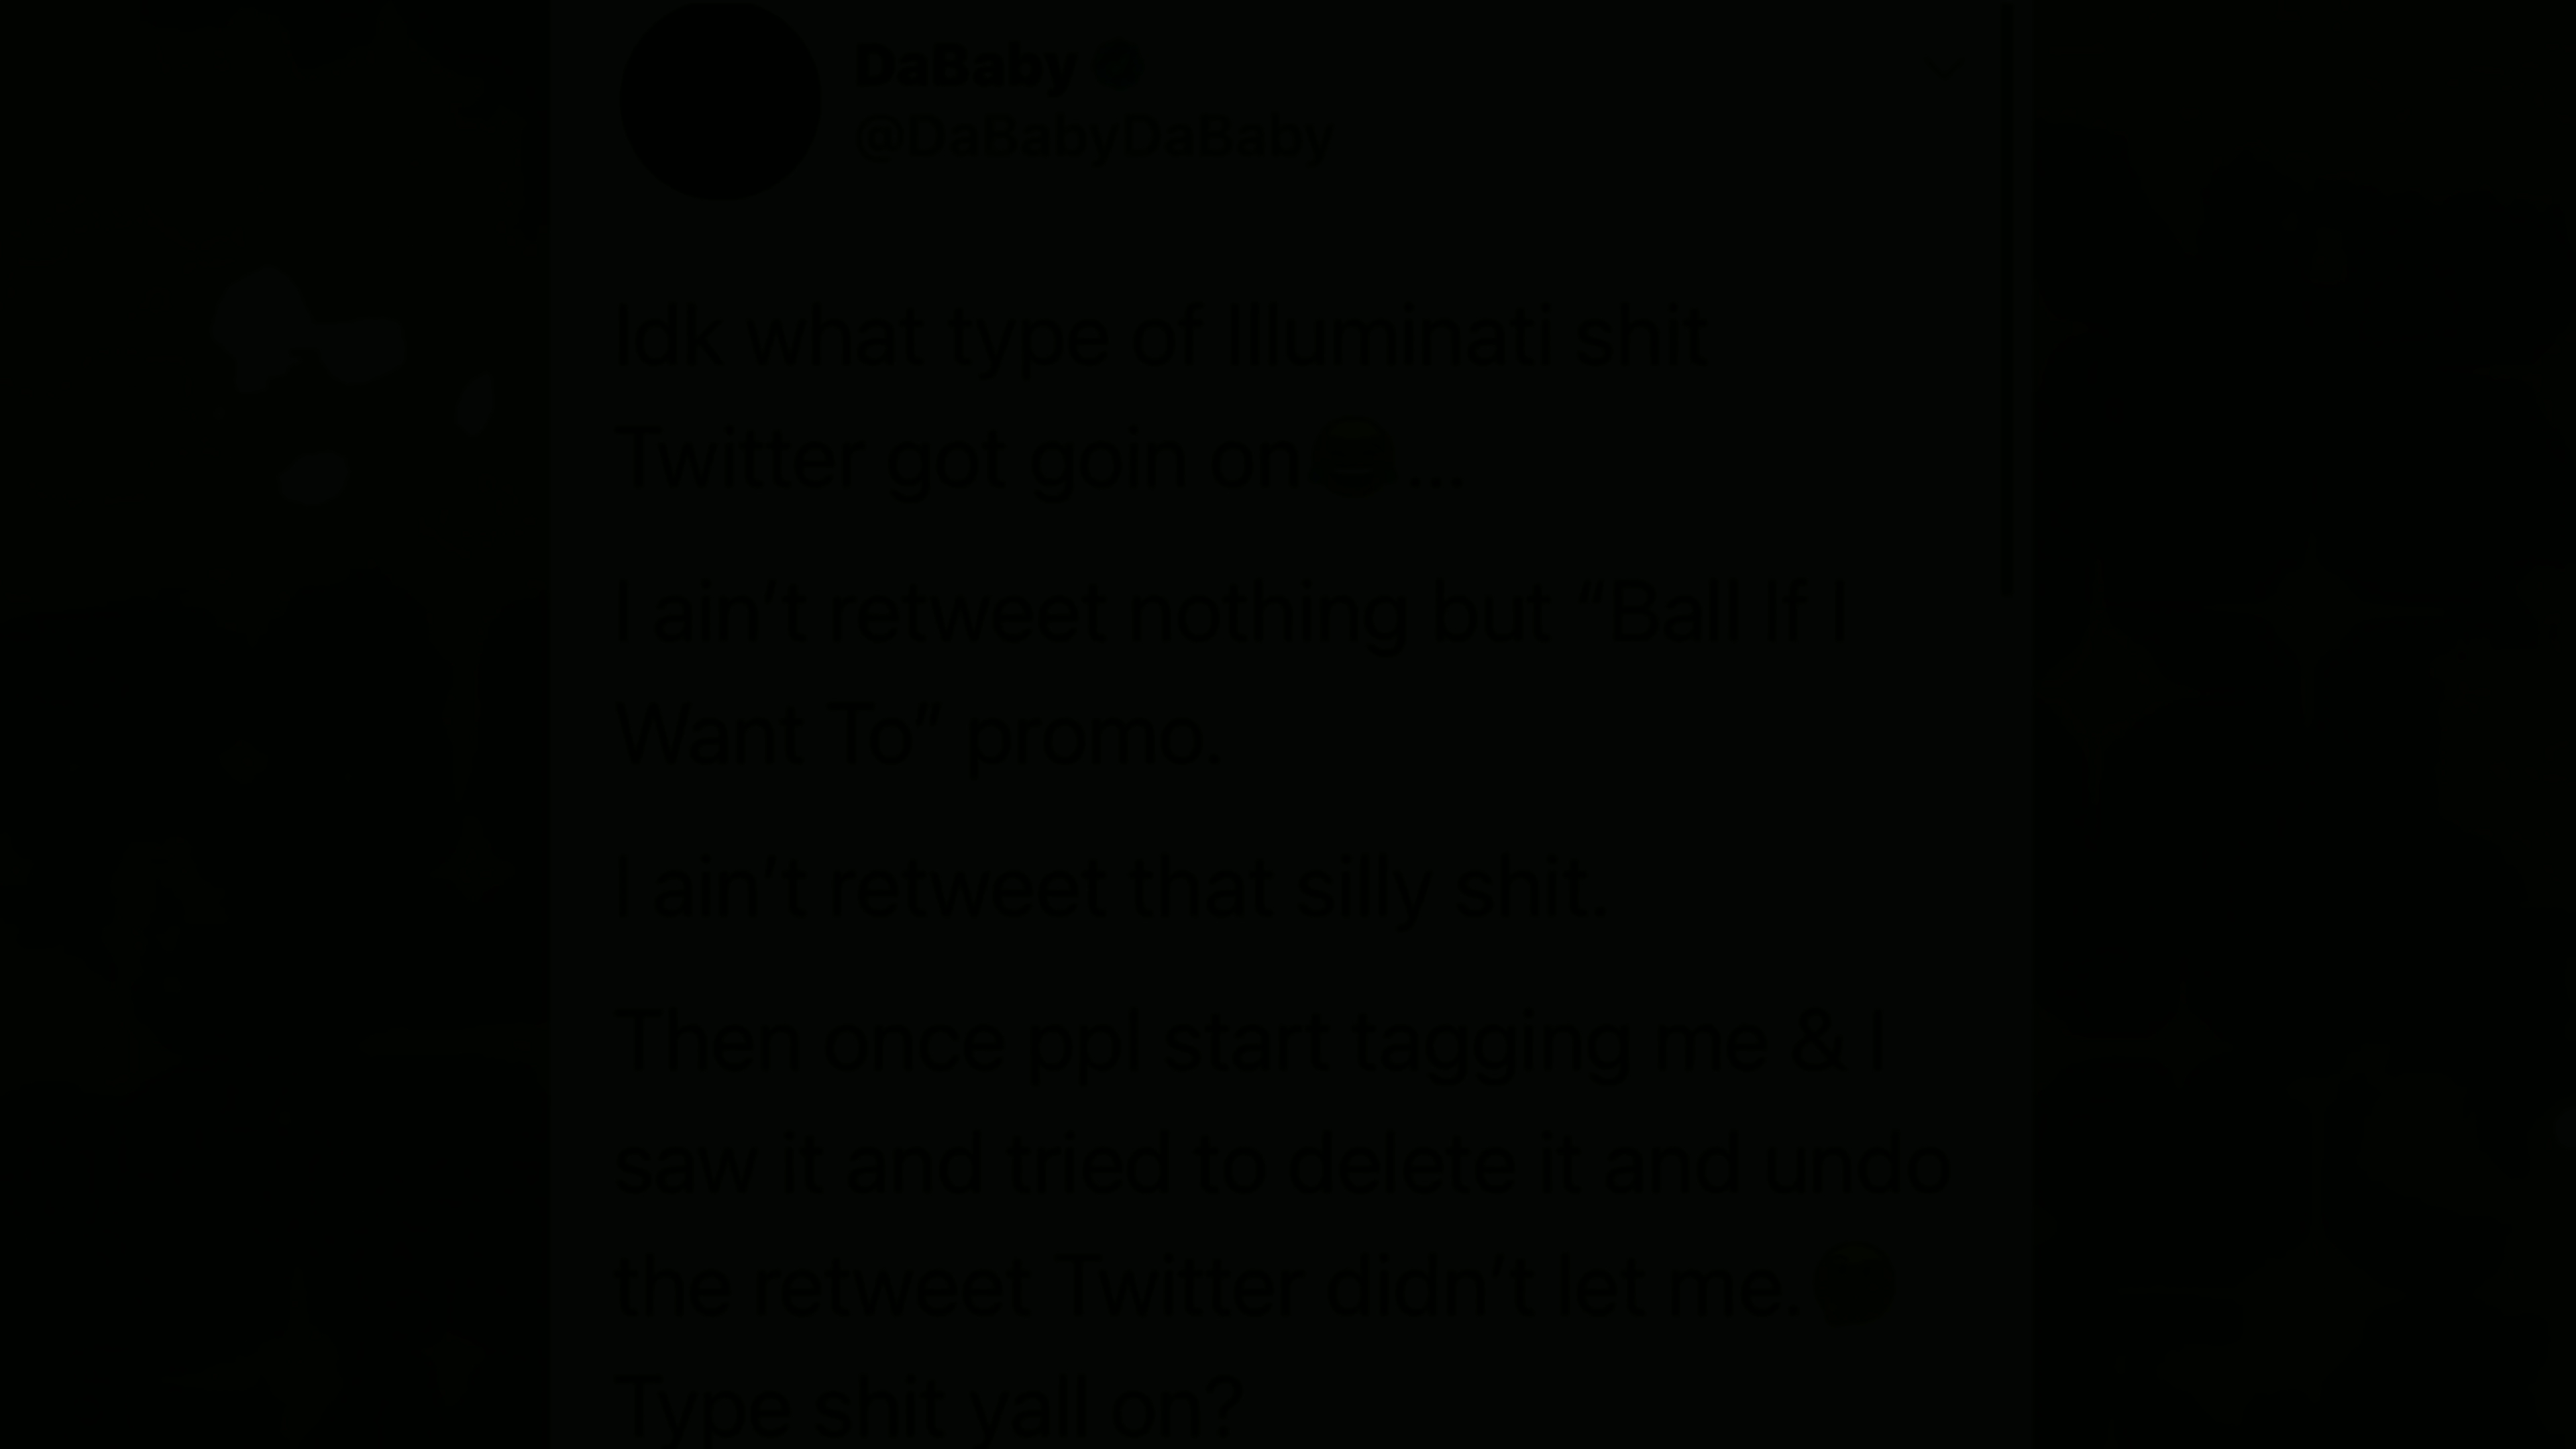 DaBaby
@DaBabyDaBaby
Idk what type of Illuminati shit
Twitter got goin on😂...
I ain’t retweet nothing but “Ball If I
Want To” promo.
I ain’t retweet that silly shit.
Then once ppl start tagging me & I
saw it and tried to delete it and undo
the retweet Twitter didn’t let me.🤔
Type shit yall on?